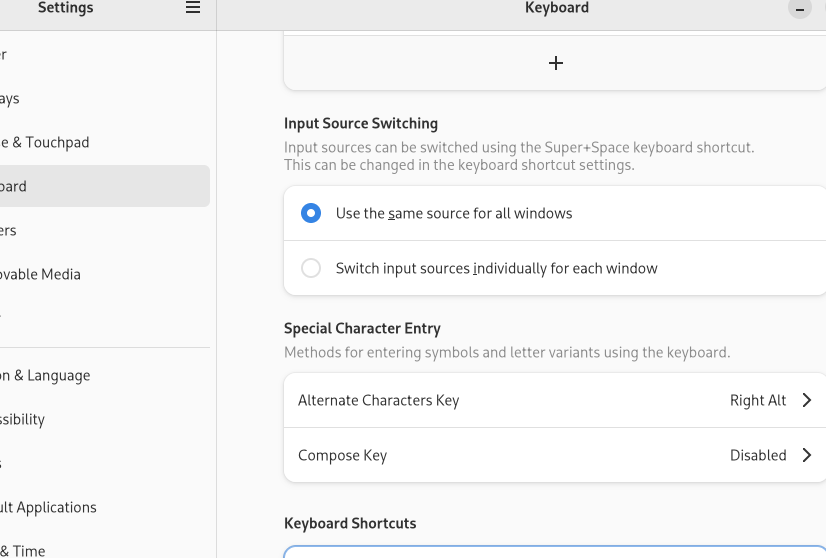 Settings
Keyboard
er
ays
e & Touchpad
oard
ers
ovable Media
on & Language
ssibility
s
ult Applications
& Time
Input Source Switching
Input sources can be switched using the Super+Space keyboard shortcut.
This can be changed in the keyboard shortcut settings.
Use the same source for all windows
Switch input sources individually for each window
Special Character Entry
Methods for entering symbols and letter variants using the keyboard.
Alternate Characters Key Right Alt
Compose Key Disabled
Keyboard Shortcuts